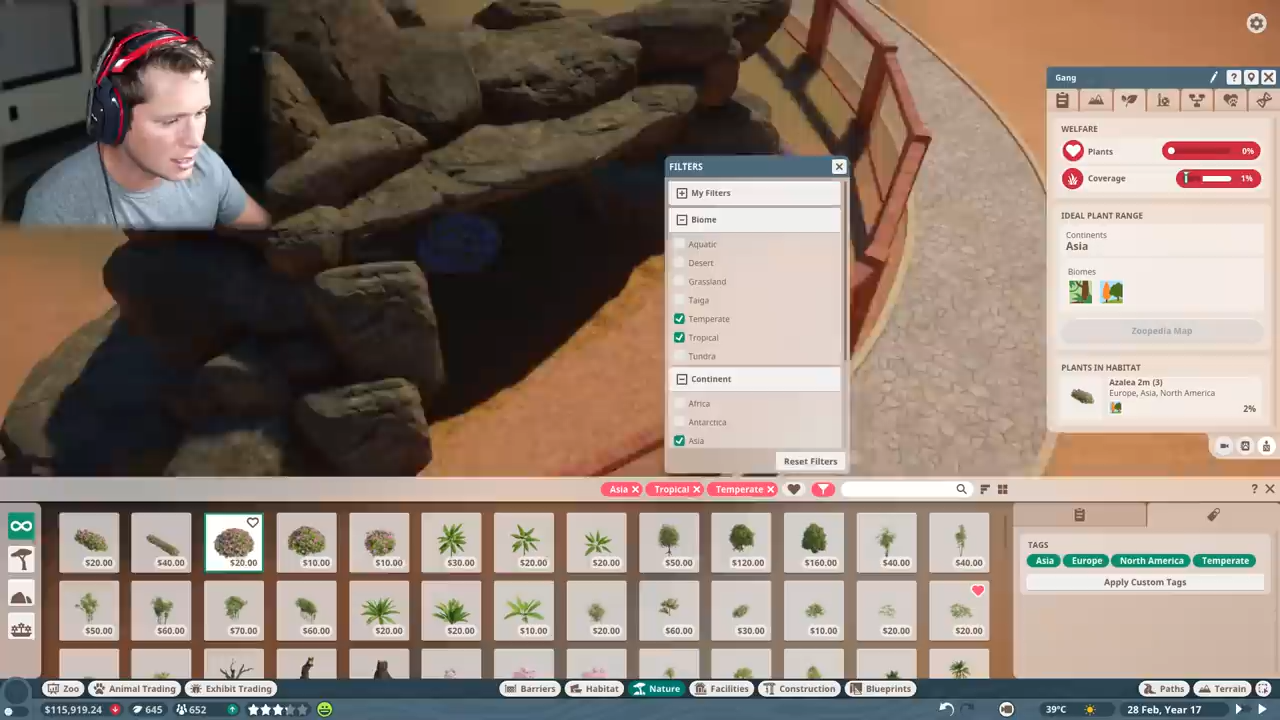 Gang
?
WELFARE
Plants 0%
Coverage 1%
IDEAL PLANT RANGE
Continents
Asia
Biomes
Zoopedia Map
PLANTS IN HABITAT
Azalea 2m (3)
Europe, Asia, North America
2%
FILTERS
My Filters
Biome
Aquatic
Desert
Grassland
Taiga
Temperate
Tropical
Tundra
Continent
Africa
Antarctica
Asia
Reset Filters
Asia Tropical Temperate
?
$20.00 $40.00 $20.00 $10.00 $10.00 $30.00 $20.00 $20.00 $50.00 $120.00 $160.00 $40.00 $40.00
$50.00 $60.00 $70.00 $60.00 $20.00 $20.00 $10.00 $20.00 $60.00 $30.00 $10.00 $20.00 $20.00
TAGS
Asia Europe North America Temperate
Apply Custom Tags
Zoo Animal Trading Exhibit Trading Barriers Habitat Nature Facilities Construction Blueprints Paths Terrain
$115,919.24 645 652 39°C 28 Feb, Year 17